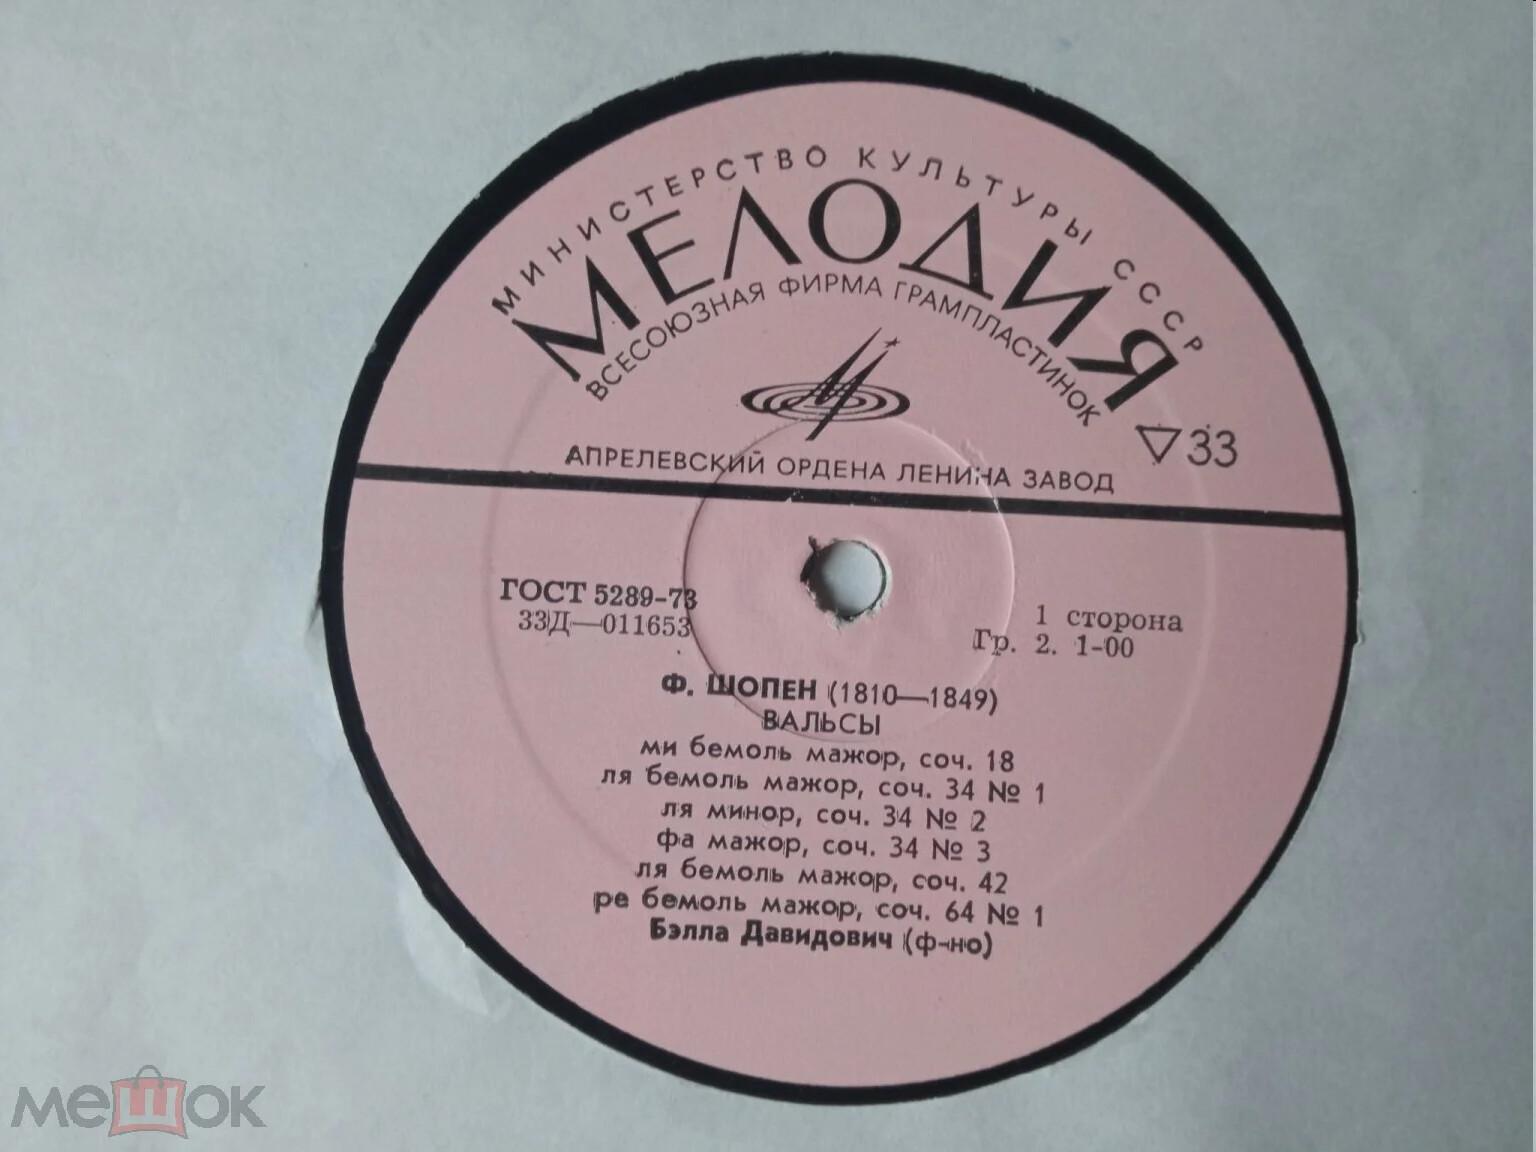 МИНИСТЕРСТВО КУЛЬТУРЫ СССР
МЕЛОДИЯ
ВСЕСОЮЗНАЯ ФИРМА ГРАМПЛАСТИНОК
33
АПРЕЛЕВСКИЙ ОРДЕНА ЛЕНИНА ЗАВОД
ГОСТ 5289-73
33Д—011653
1 сторона
Гр. 2. 1-00
Ф. ШОПЕН (1810—1849)
ВАЛЬСЫ
ми бемоль мажор, соч. 18
ля бемоль мажор, соч. 34 № 1
ля минор, соч. 34 № 2
фа мажор, соч. 34 № 3
ля бемоль мажор, соч. 42
ре бемоль мажор, соч. 64 № 1
Бэлла Давидович (ф-но)
мешок